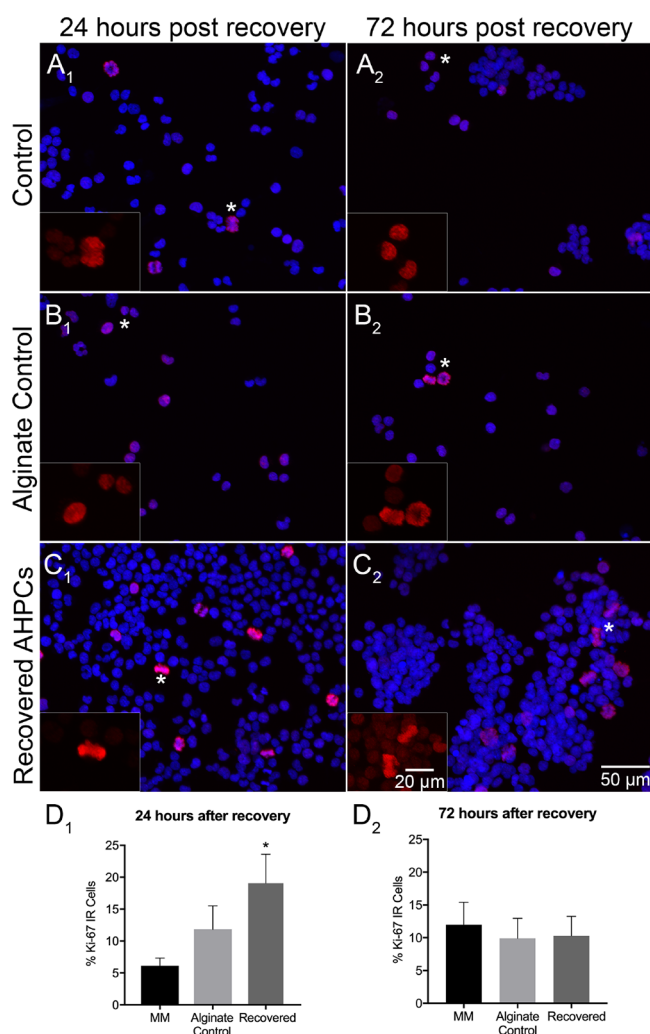 24 hours post recovery
72 hours post recovery
Control
A1
*
A2
*
Alginate Control
B1
*
B2
*
Recovered AHPCs
C1
*
C2
*
20 µm
50 µm
D1
24 hours after recovery
% Ki-67 IR Cells
25
20
15
10
5
0
*
MM
Alginate
Control
Recovered
D2
72 hours after recovery
% Ki-67 IR Cells
25
20
15
10
5
0
MM
Alginate
Control
Recovered